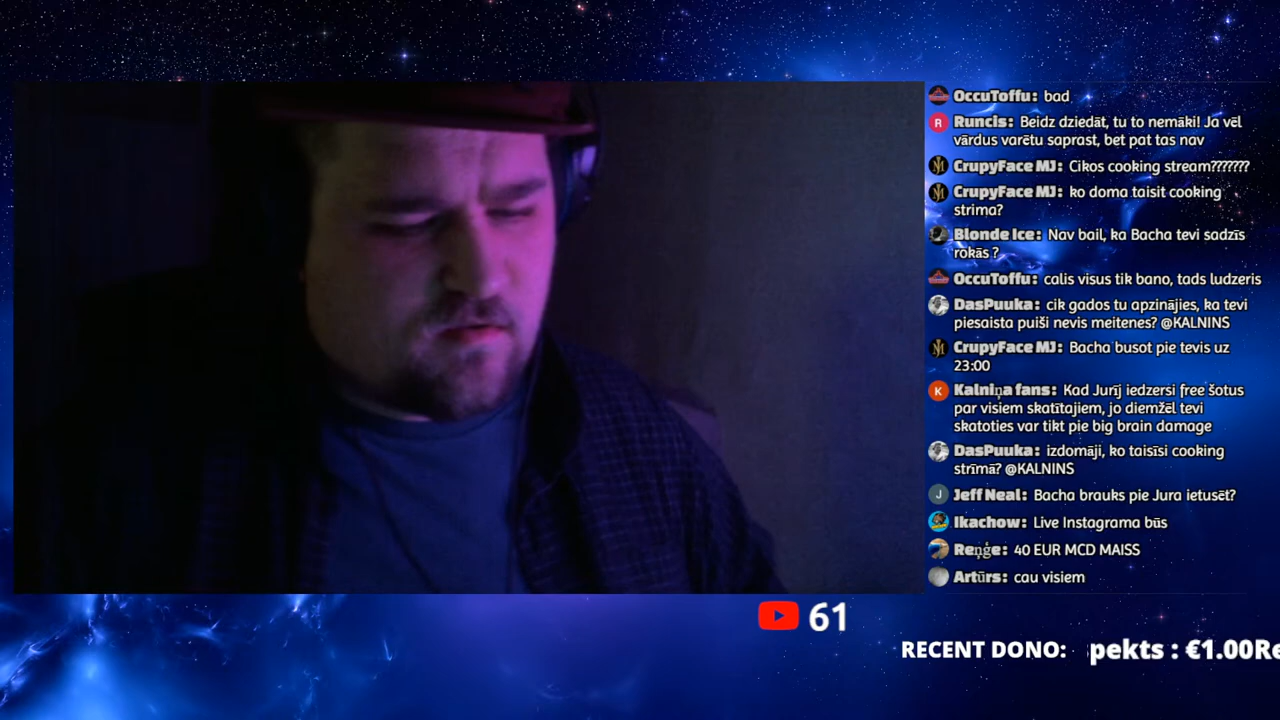 OccuToffu: bad
Runcis: Beidz dziedāt, tu to nemāki! Ja vēl
vārdus varētu saprast, bet pat tas nav
CrupyFace MJ: Cikos cooking stream???????
CrupyFace MJ: ko doma taisit cooking
strima?
Blonde Ice: Nav bail, ka Bacha tevi sadzīs
rokās ?
OccuToffu: calis visus tik bano, tads ludzeris
DasPuuka: cik gados tu apzinājies, ka tevi
piesaista puiši nevis meitenes? @KALNINS
CrupyFace MJ: Bacha busot pie tevis uz
23:00
Kalniņa fans: Kad Jurīj iedzersi free šotus
par visiem skatītajiem, jo diemžēl tevi
skatoties var tikt pie big brain damage
DasPuuka: izdomāji, ko taisīsi cooking
strīmā? @KALNINS
Jeff Neal: Bacha brauks pie Jura ietusēt?
Ikachow: Live Instagrama būs
Reņģe: 40 EUR MCD MAISS
Artūrs: cau visiem
61
RECENT DONO: pekts : €1.00Re